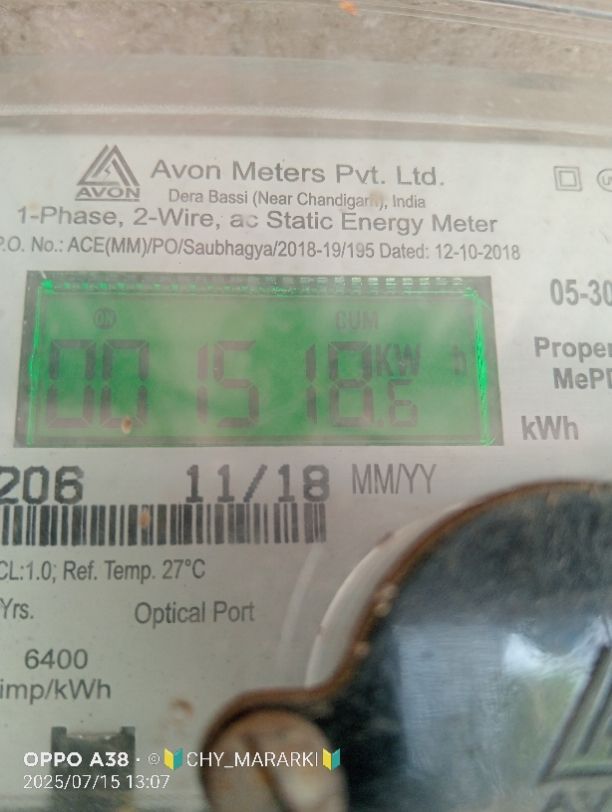 AVON
Avon Meters Pvt. Ltd.
Dera Bassi (Near Chandigarh), India
1-Phase, 2-Wire, ac Static Energy Meter
P.O. No.: ACE(MM)/PO/Saubhagya/2018-19/195 Dated: 12-10-2018
ON CUM
001518.6 KW h
05-30
Proper
MePD
kWh
206 11/18 MM/YY
CL:1.0; Ref. Temp. 27°C
Yrs. Optical Port
6400
imp/kWh
OPPO A38 · © 🔰CHY_MARARKI🔰
2025/07/15 13:07